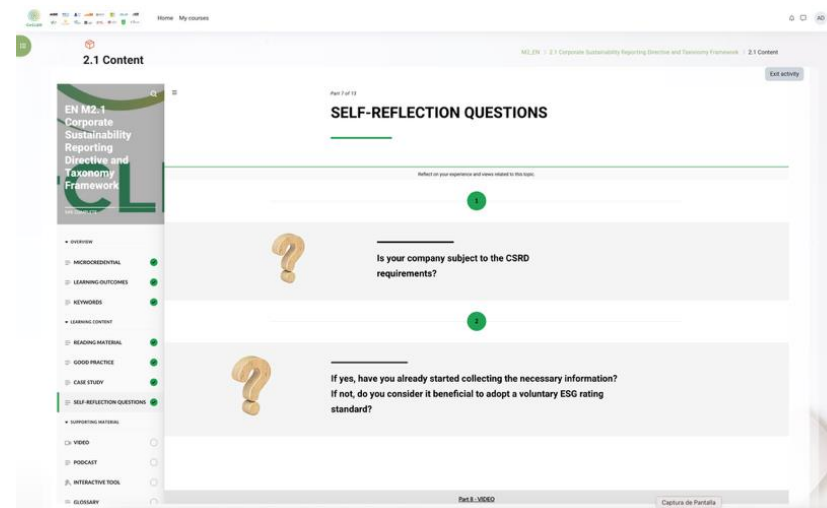 Home My courses
AD
2.1 Content
M2_EN 2.1 Corporate Sustainability Reporting Directive and Taxonomy Framework 2.1 Content
Exit activity
EN M2.1
Corporate
Sustainability
Reporting
Directive and
Taxonomy
Framework
COMPLETE
OVERVIEW
MICROCREDENTIAL
LEARNING OUTCOMES
KEYWORDS
LEARNING CONTENT
READING MATERIAL
GOOD PRACTICE
CASE STUDY
SELF-REFLECTION QUESTIONS
SUPPORTING MATERIAL
VIDEO
PODCAST
INTERACTIVE TOOL
GLOSSARY
Part 7 of 13
SELF-REFLECTION QUESTIONS
Reflect on your experience and views related to this topic.
1
Is your company subject to the CSRD
requirements?
2
If yes, have you already started collecting the necessary information?
If not, do you consider it beneficial to adopt a voluntary ESG rating
standard?
Part 8 - VIDEO
Captura de Pantalla